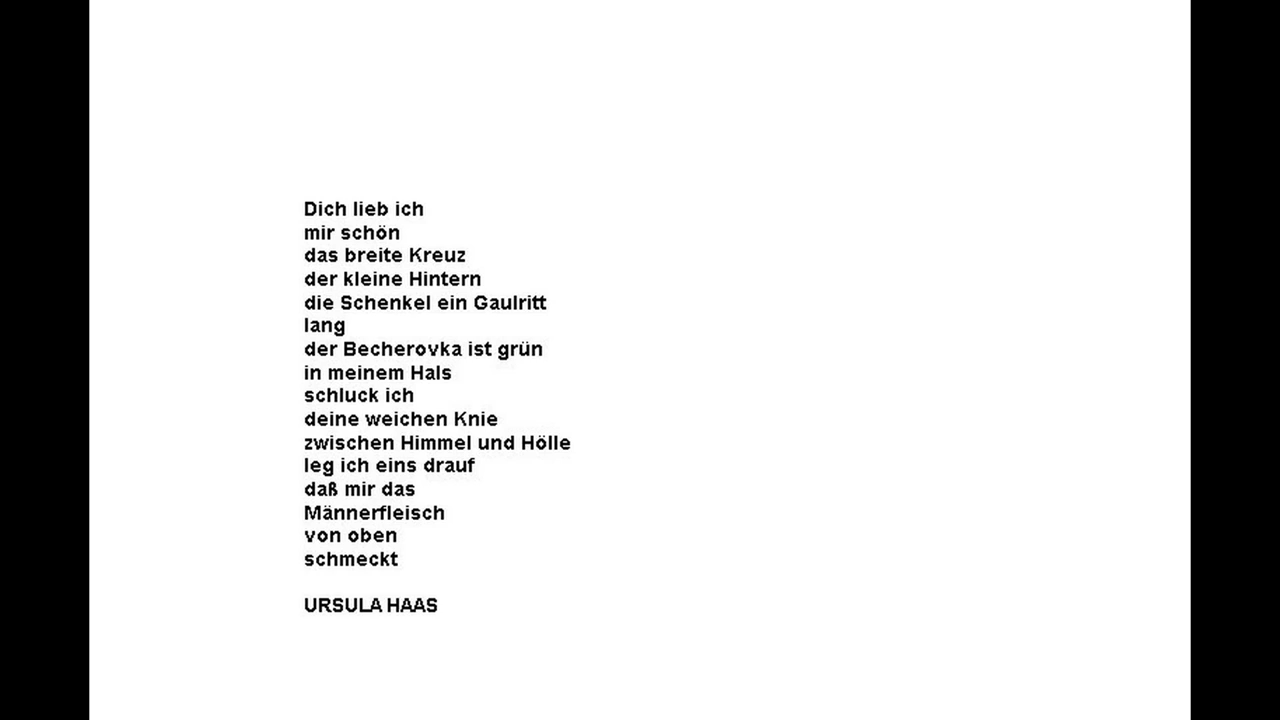 Dich lieb ich
mir schön
das breite Kreuz
der kleine Hintern
die Schenkel ein Gaulritt
lang
der Becherovka ist grün
in meinem Hals
schluck ich
deine weichen Knie
zwischen Himmel und Hölle
leg ich eins drauf
daß mir das
Männerfleisch
von oben
schmeckt
URSULA HAAS